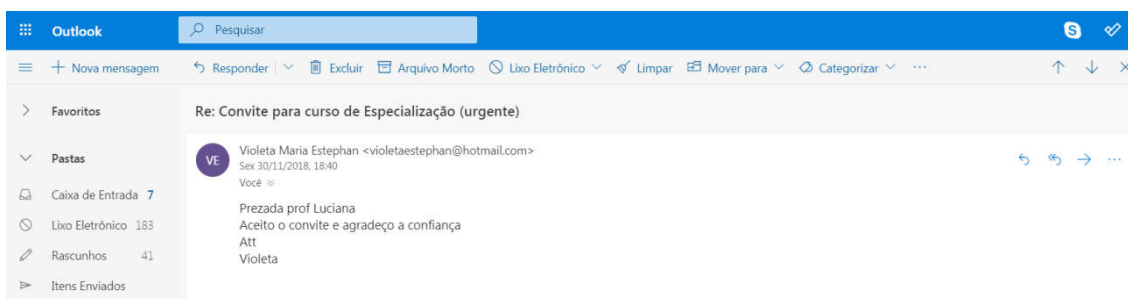 Outlook
Pesquisar
Nova mensagem
Responder
Excluir
Arquivo Morto
Lixo Eletrônico
Limpar
Mover para
Categorizar
Favoritos
Re: Convite para curso de Especialização (urgente)
Pastas
Caixa de Entrada 7
Lixo Eletrônico 183
Rascunhos 41
Itens Enviados
VE
Violeta Maria Estephan <violetaestephan@hotmail.com>
Sex 30/11/2018, 18:40
Você
Prezada prof Luciana
Aceito o convite e agradeço a confiança
Att
Violeta